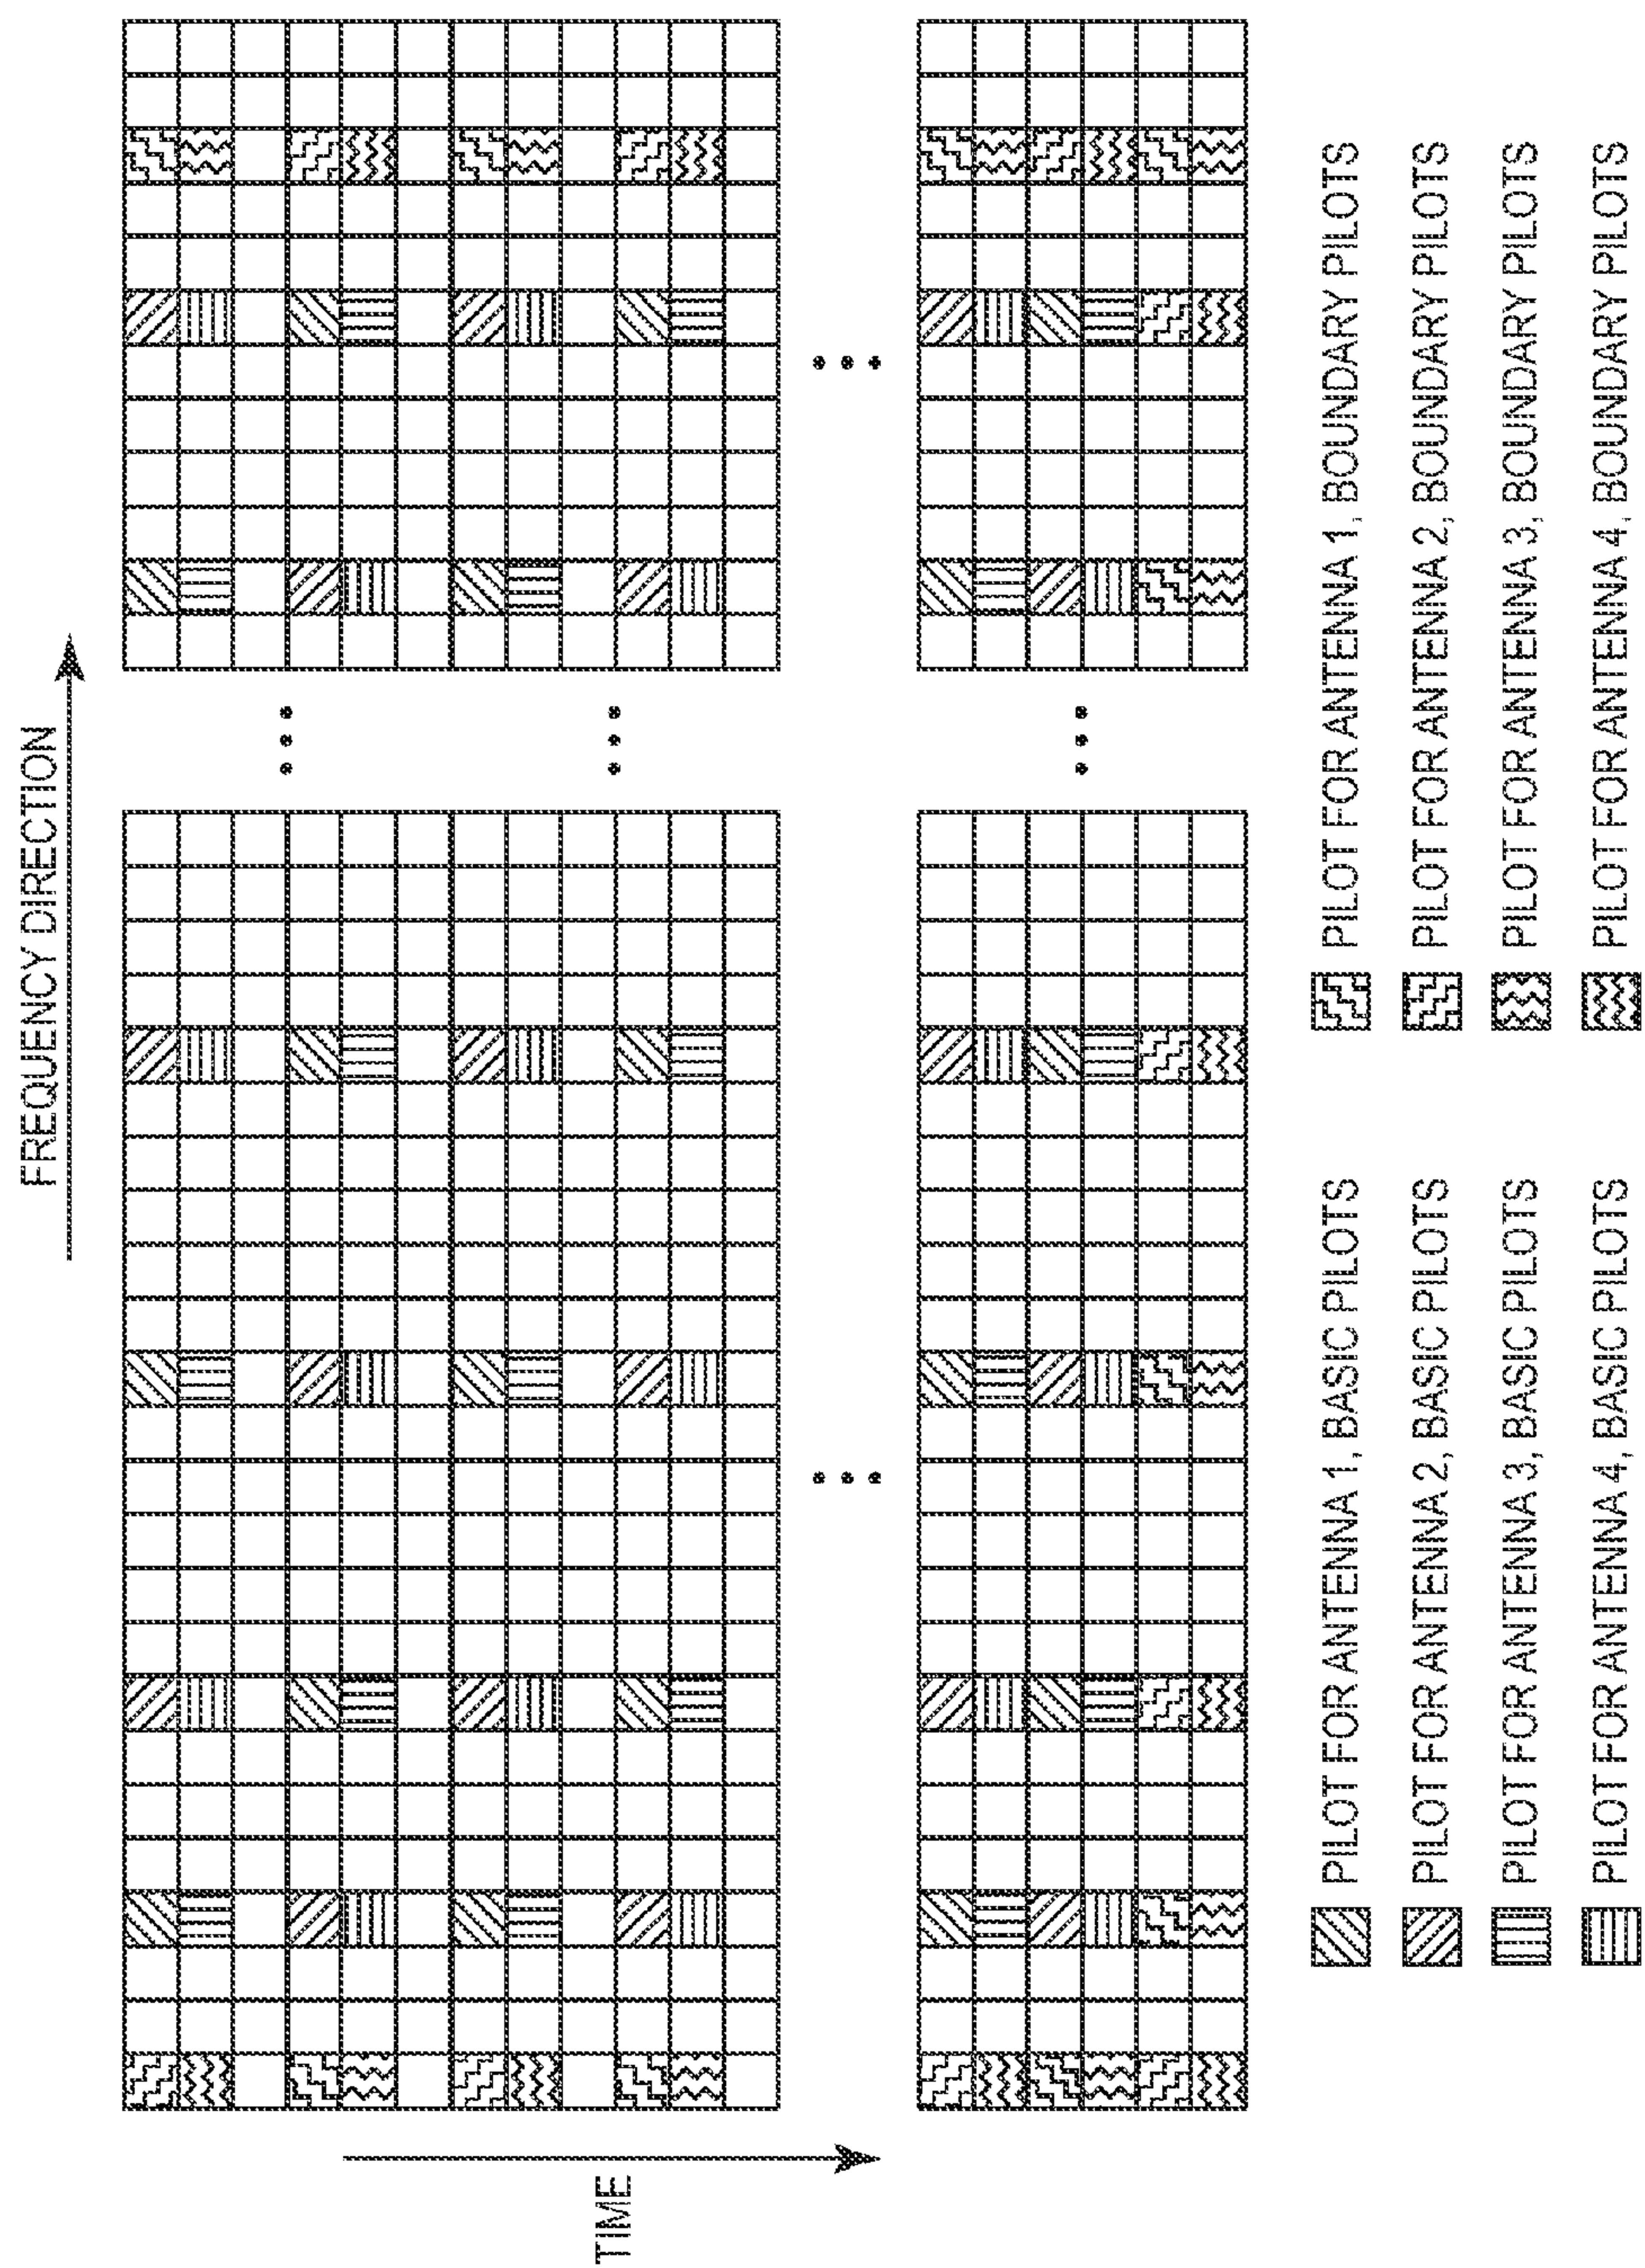 FREQUENCY DIRECTION
TIME
PILOT FOR ANTENNA 1, BASIC PILOTS
PILOT FOR ANTENNA 2, BASIC PILOTS
PILOT FOR ANTENNA 3, BASIC PILOTS
PILOT FOR ANTENNA 4, BASIC PILOTS
PILOT FOR ANTENNA 1, BOUNDARY PILOTS
PILOT FOR ANTENNA 2, BOUNDARY PILOTS
PILOT FOR ANTENNA 3, BOUNDARY PILOTS
PILOT FOR ANTENNA 4, BOUNDARY PILOTS